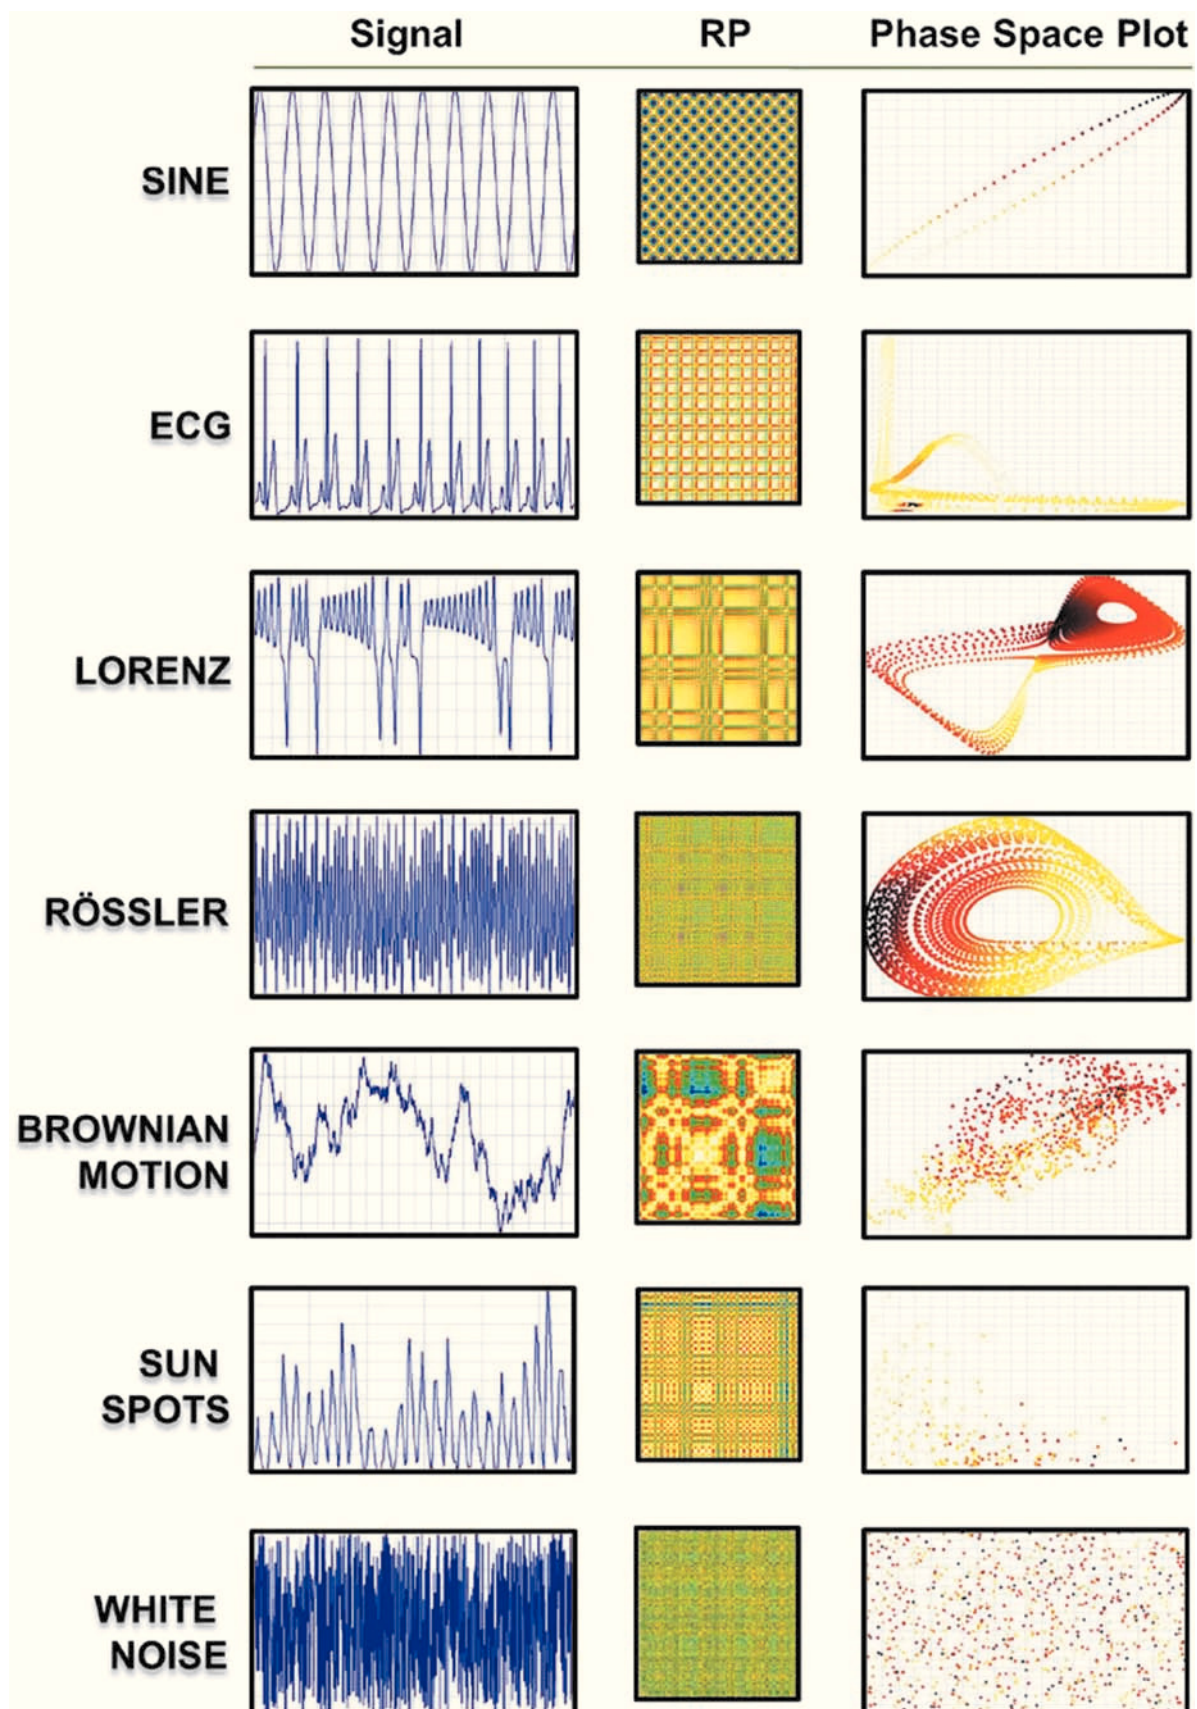 Signal RP Phase Space Plot
SINE
ECG
LORENZ
RÖSSLER
BROWNIAN
MOTION
SUN
SPOTS
WHITE
NOISE